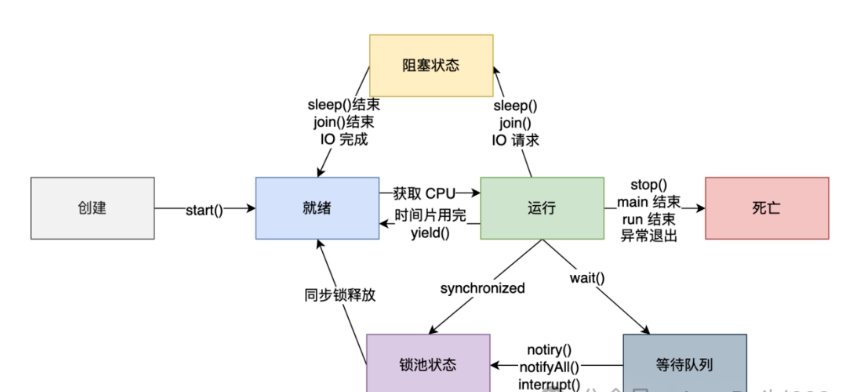 阻塞状态
sleep()结束
join()结束
IO 完成
sleep()
join()
IO 请求
创建
start()
就绪
获取 CPU
时间片用完
yield()
运行
stop()
main 结束
run 结束
异常退出
死亡
同步锁释放
synchronized
wait()
锁池状态
notiry()
notifyAll()
interrupt()
等待队列